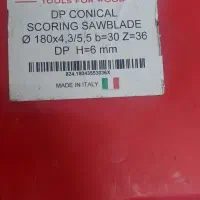 TOOLS FOR WOOD
DP CONICAL
SCORING SAWBLADE
Ø 180x4,3/5,5 b=30 Z=36
DP H=6 mm
MADE IN ITALY